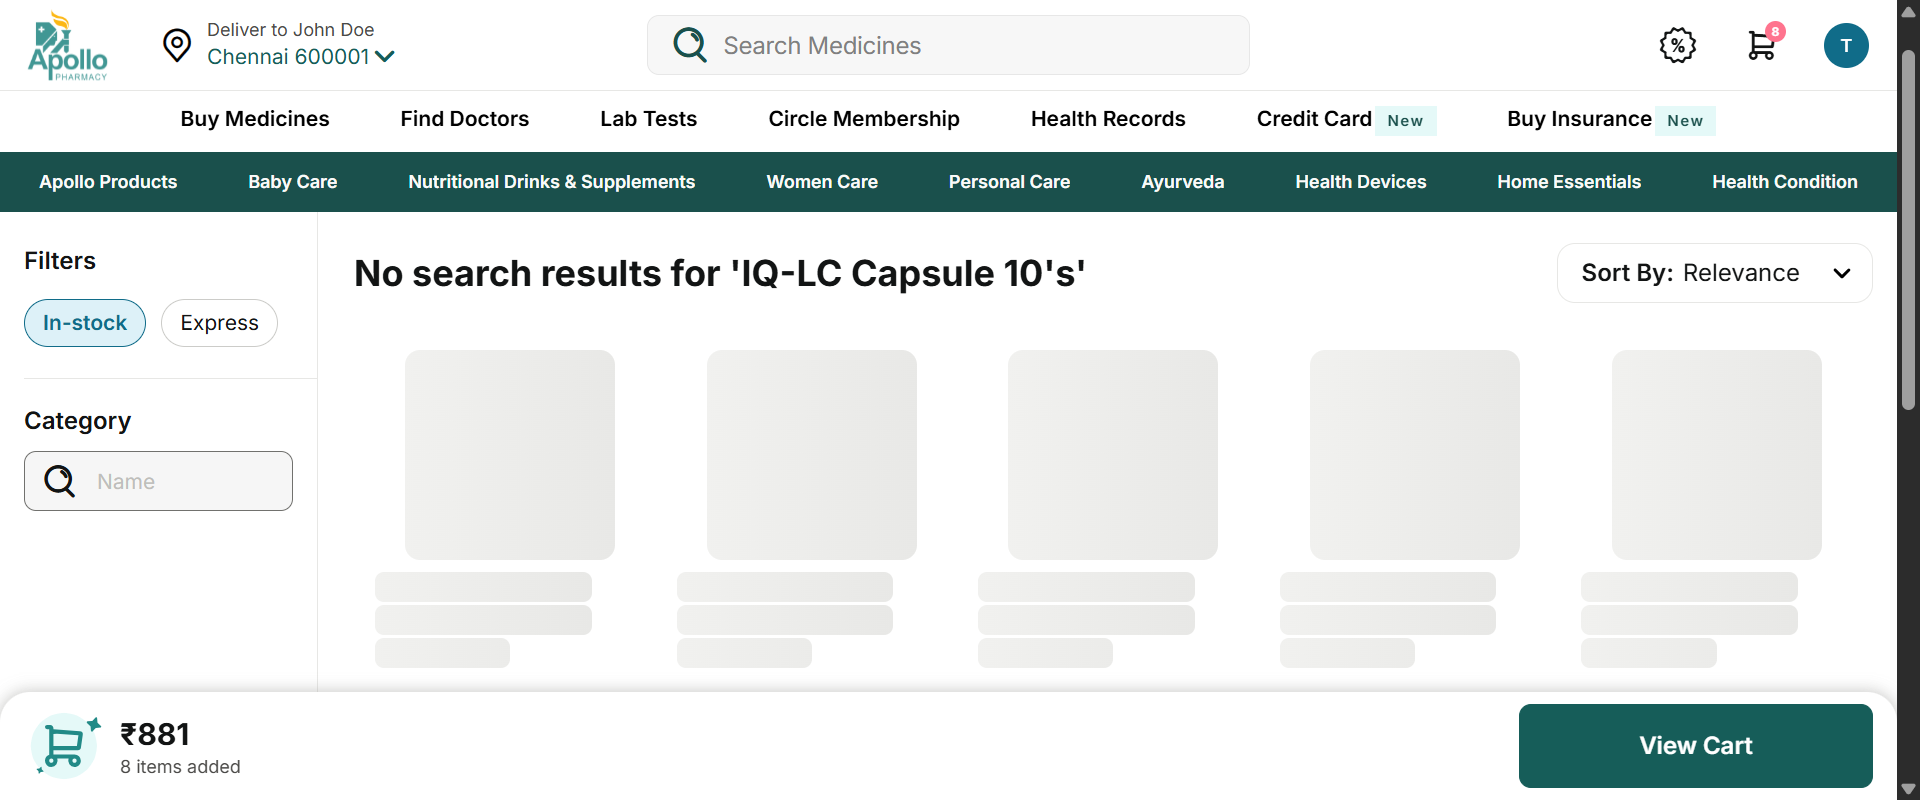 Apollo
PHARMACY
Deliver to John Doe
Chennai 600001
Search Medicines
%
8
T
Buy Medicines
Find Doctors
Lab Tests
Circle Membership
Health Records
Credit Card New
Buy Insurance New
Apollo Products
Baby Care
Nutritional Drinks & Supplements
Women Care
Personal Care
Ayurveda
Health Devices
Home Essentials
Health Condition
Filters
In-stock
Express
Category
Name
No search results for 'IQ-LC Capsule 10's'
Sort By: Relevance
₹881
8 items added
View Cart